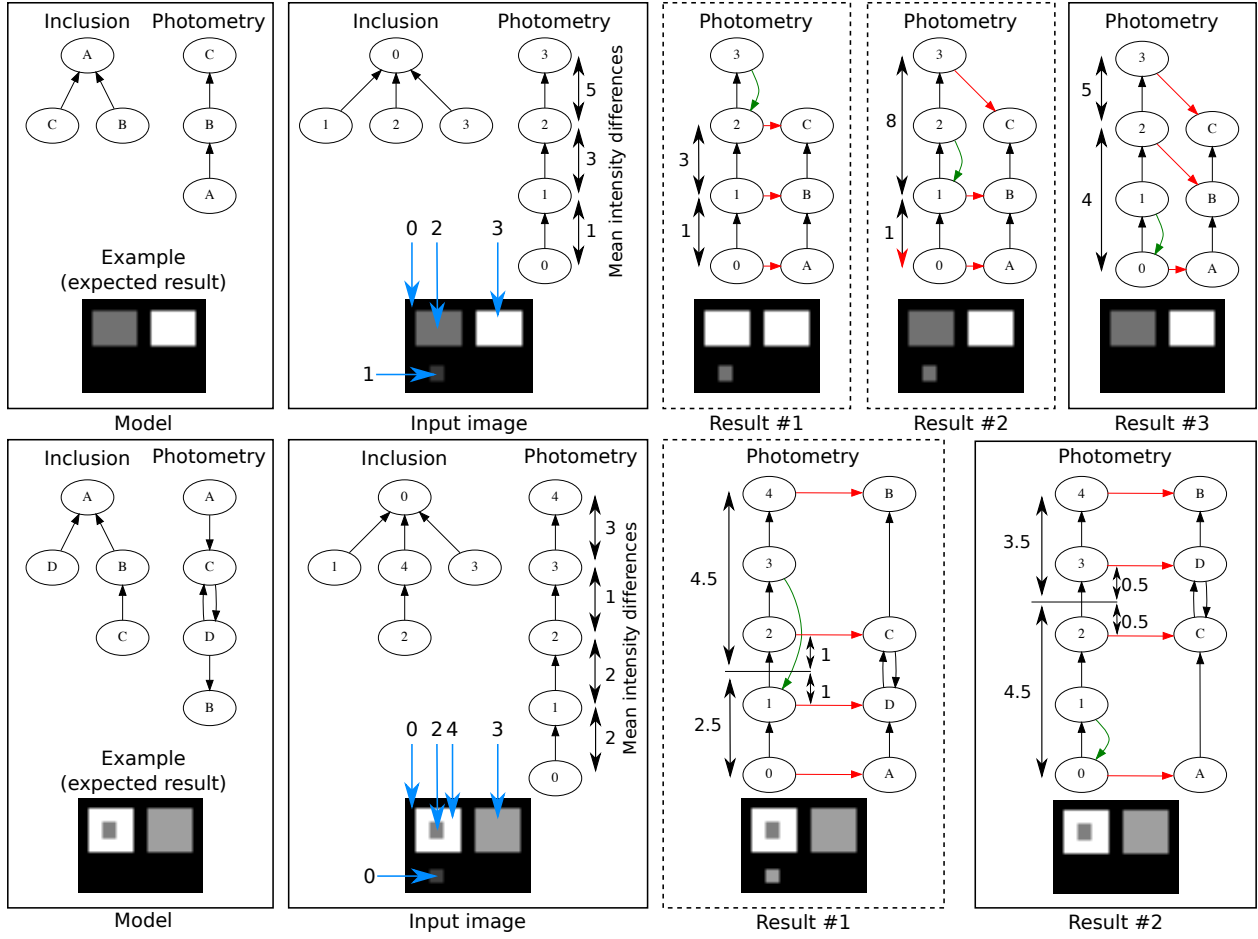 Inclusion Photometry
A
C B
C
B
A
Example
(expected result)
Model
Inclusion Photometry
0
1 2 3
3
2
1
0
5
3
1
Mean intensity differences
0 2 3
1
Input image
Photometry
3
2 C
1 B
0 A
3
1
Result #1
Photometry
3
2 C
1 B
0 A
8
1
Result #2
Photometry
3
2 C
1 B
0 A
5
4
Result #3
Inclusion Photometry
A
D B
C
A
C
D
B
Example
(expected result)
Model
Inclusion Photometry
0
1 4 3
2
4
3
2
1
0
3
1
2
2
Mean intensity differences
0 2 4 3
0
Input image
Photometry
4 B
3
2 C
1 D
0 A
4.5
2.5
1
1
Result #1
Photometry
4 B
3 D
2 C
1
0 A
3.5
4.5
0.5
0.5
Result #2